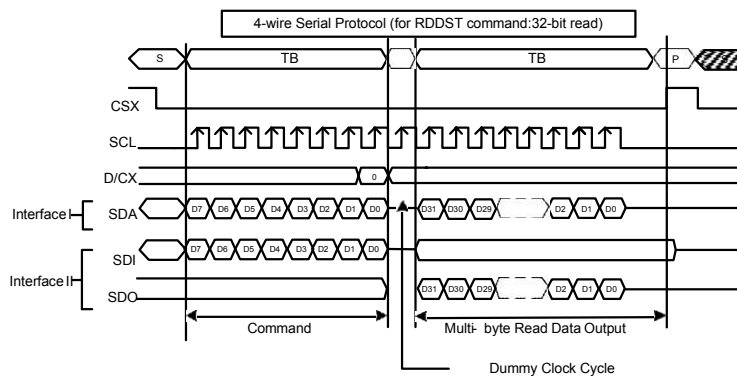 4-wire Serial Protocol (for RDDST command:32-bit read)
S TB TB P
CSX
SCL
D/CX 0
Interface I SDA D7 D6 D5 D4 D3 D2 D1 D0 D31 D30 D29 D2 D1 D0
SDI D7 D6 D5 D4 D3 D2 D1 D0
Interface II
SDO D31 D30 D29 D2 D1 D0
Command Multi- byte Read Data Output
Dummy Clock Cycle